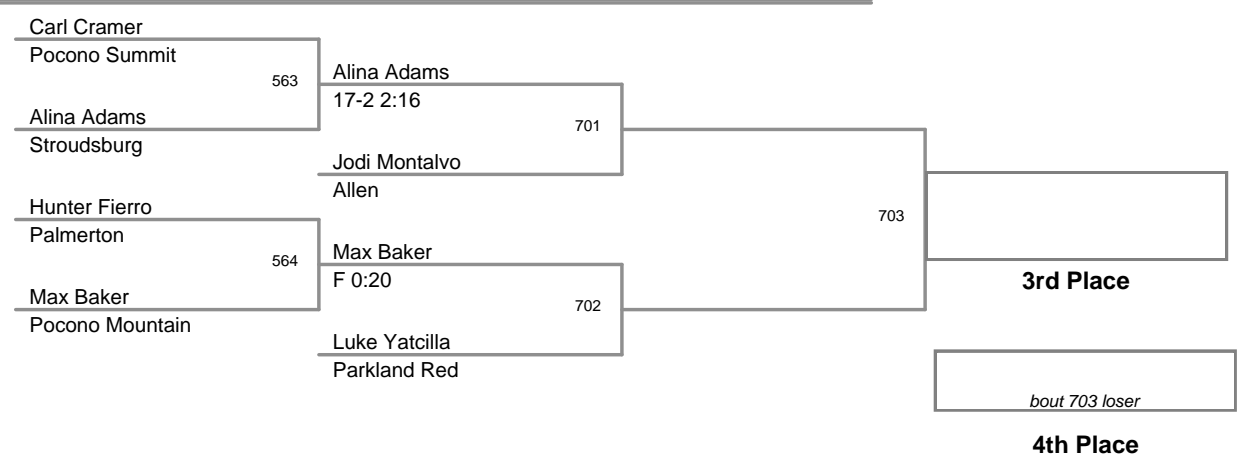 Carl Cramer
Pocono Summit
563
Alina Adams
Stroudsburg
Alina Adams
17-2 2:16
701
Jodi Montalvo
Allen
Hunter Fierro
Palmerton
564
Max Baker
Pocono Mountain
Max Baker
F 0:20
702
Luke Yatcilla
Parkland Red
703
3rd Place
bout 703 loser
4th Place